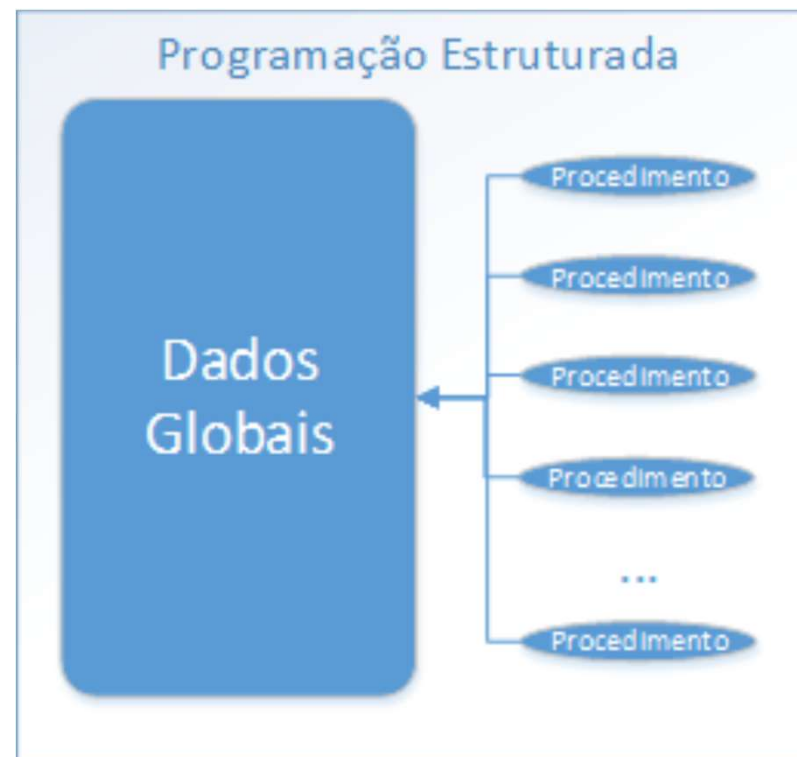 Programação Estruturada
Dados
Globais
Procedimento
Procedimento
Procedimento
Procedimento
...
Procedimento